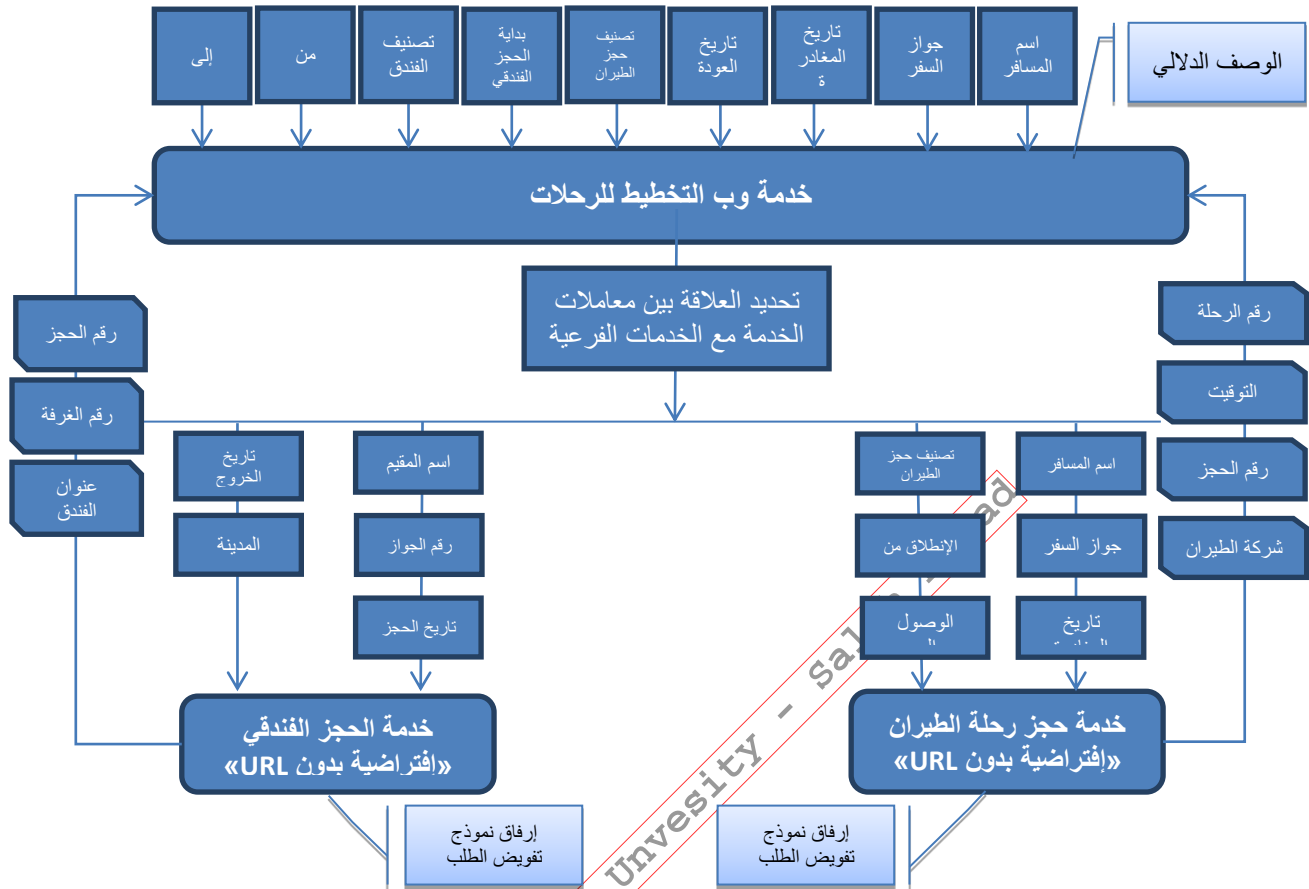 الوصف الدلالي
اسم
المسافر
جواز
السفر
تاريخ
المغادر
ة
تاريخ
العودة
تصنيف
حجز
الطيران
بداية
الحجز
الفندقي
تصنيف
الفندق
من
إلى
خدمة وب التخطيط للرحلات
تحديد العلاقة بين معاملات
الخدمة مع الخدمات الفرعية
رقم الرحلة
التوقيت
رقم الحجز
شركة الطيران
رقم الحجز
رقم الغرفة
عنوان
الفندق
اسم المسافر
جواز السفر
تاريخ
تصنيف حجز
الطيران
الإنطلاق من
الوصول
اسم المقيم
رقم الجواز
تاريخ الحجز
تاريخ
الخروج
المدينة
خدمة حجز رحلة الطيران
«إفتراضية بدون URL»
خدمة الحجز الفندقي
«إفتراضية بدون URL»
إرفاق نموذج
تفويض الطلب
إرفاق نموذج
تفويض الطلب
Unvesity -